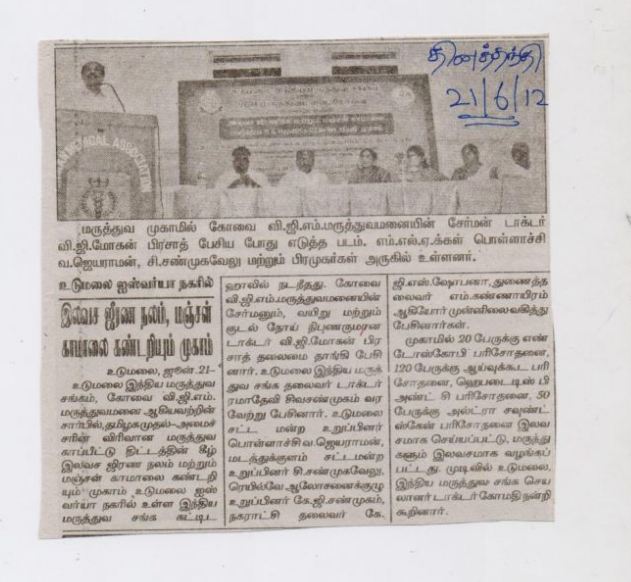 தினத்தந்தி
21/6/12
மருத்துவ முகாமில் கோவை வி.ஜி.எம்.மருத்துவமனையின் சேர்மன் டாக்டர்
வி.ஜி.மோகன் பிரசாத் பேசிய போது எடுத்த படம். எம்.எல்.ஏ.க்கள் பொள்ளாச்சி
வ.ஜெயராமன், சி.சண்முகவேலு மற்றும் பிரமுகர்கள் அருகில் உள்ளனர்.
உடுமலை ஐஸ்வர்யா நகரில்
இலவச ஜீரண நலம், மஞ்சள்
காமாலை கண்டறியும் முகாம்
உடுமலை, ஜூன். 21-
உடுமலை இந்திய மருத்துவ
சங்கம், கோவை வி.ஜி.எம்.
மருத்துவமனை ஆகியவற்றின்
சார்பில், தமிழக முதல்-அமைச்
சரின் விரிவான மருத்துவ
காப்பீட்டு திட்டத்தின் கீழ்
இலவச ஜீரண நலம் மற்றும்
மஞ்சள் காமாலை கண்டறி
யும் முகாம் உடுமலை ஐஸ்
வர்யா நகரில் உள்ள இந்திய
மருத்துவ சங்க கட்டிட
ஹாலில் நடந்தது. கோவை
வி.ஜி.எம்.மருத்துவமனையின்
சேர்மனும், வயிறு மற்றும்
குடல் நோய் நிபுணருமான
டாக்டர் வி.ஜி.மோகன் பிர
சாத் தலைமை தாங்கி பேசி
னார். உடுமலை இந்திய மருத்
துவ சங்க தலைவர் டாக்டர்
ரமாதேவி சிவசண்முகம் வர
வேற்று பேசினார். உடுமலை
சட்ட மன்ற உறுப்பினர்
பொள்ளாச்சி வ.ஜெயராமன்,
மடத்துக்குளம் சட்டமன்ற
உறுப்பினர் சி.சண்முகவேலு,
ரெயில்வே ஆலோசனைக்குழு
உறுப்பினர் கே.ஜி.சண்முகம்,
நகராட்சி தலைவர் கே.
ஜி.எஸ்.ஷோபனா, துணைத்த
லைவர் எம்.கண்ணாயிரம்
ஆகியோர் முன்னிலைவகித்து
பேசினார்கள்.
முகாமில் 20 பேருக்கு எண்
டோஸ்கோபி பரிசோதனை,
120 பேருக்கு ஆய்வுக்கூட பரி
சோதனை, ஹெபடைடிஸ் பி
அண்ட் சி பரிசோதனை, 50
பேருக்கு அல்ட்ரா சவுண்ட்
ஸ்கேன் பரிசோதனை இலவ
சமாக செய்யப்பட்டு, மருந்து
களும் இலவசமாக வழங்கப்
பட்டது. முடிவில் உடுமலை,
இந்திய மருத்துவ சங்க செய
லாளர் டாக்டர் கோமதி நன்றி
கூறினார்.